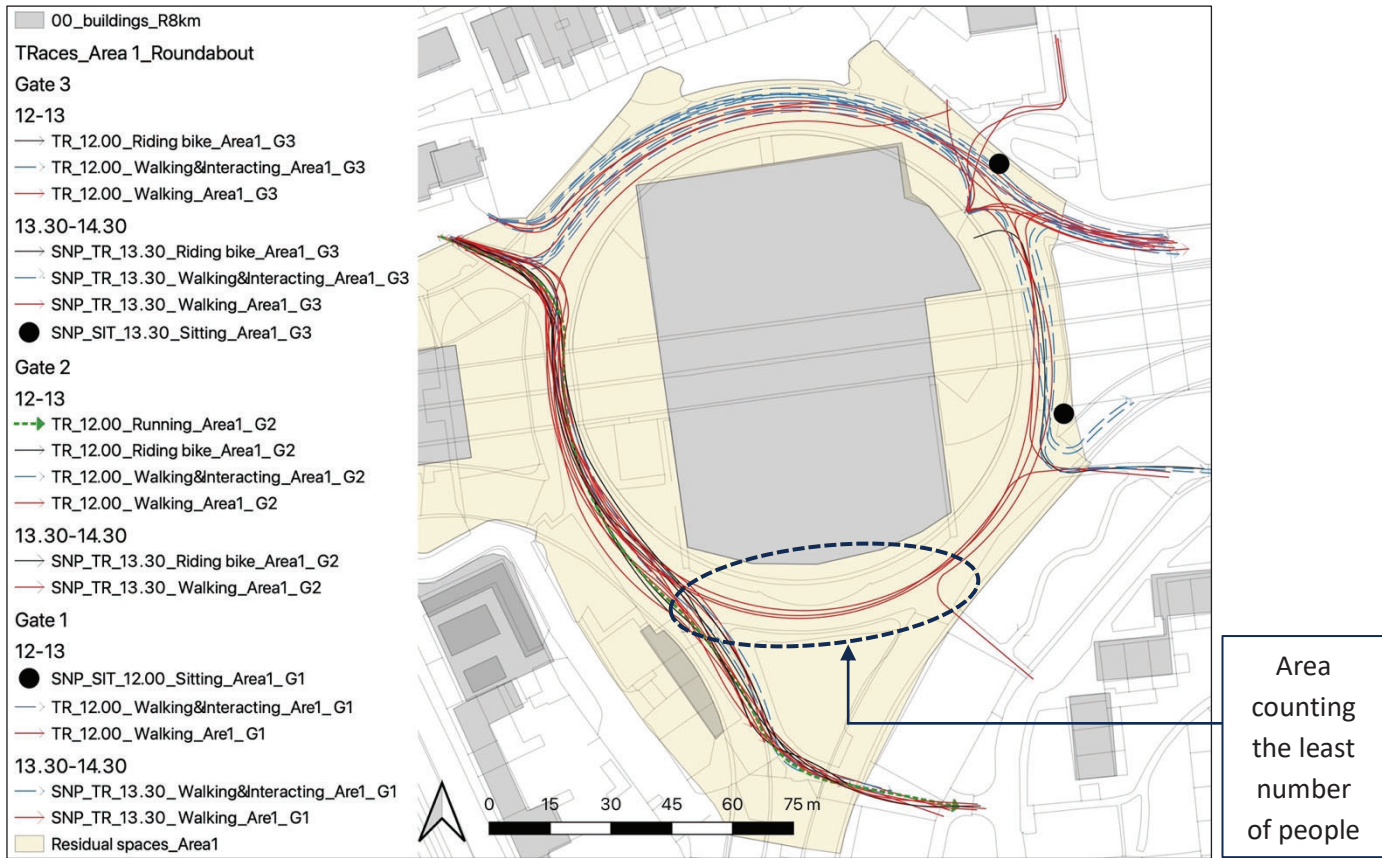 00_buildings_R8km
TRaces_Area 1_Roundabout
Gate 3
12-13
TR_12.00_Riding bike_Area1_G3
TR_12.00_Walking&Interacting_Area1_G3
TR_12.00_Walking_Area1_G3
13.30-14.30
SNP_TR_13.30_Riding bike_Area1_G3
SNP_TR_13.30_Walking&Interacting_Area1_G3
SNP_TR_13.30_Walking_Area1_G3
SNP_SIT_13.30_Sitting_Area1_G3
Gate 2
12-13
TR_12.00_Running_Area1_G2
TR_12.00_Riding bike_Area1_G2
TR_12.00_Walking&Interacting_Area1_G2
TR_12.00_Walking_Area1_G2
13.30-14.30
SNP_TR_13.30_Riding bike_Area1_G2
SNP_TR_13.30_Walking_Area1_G2
Gate 1
12-13
SNP_SIT_12.00_Sitting_Area1_G1
TR_12.00_Walking&Interacting_Are1_G1
TR_12.00_Walking_Are1_G1
13.30-14.30
SNP_TR_13.30_Walking&Interacting_Are1_G1
SNP_TR_13.30_Walking_Are1_G1
Residual spaces_Area1
0 15 30 45 60 75 m
Area
counting
the least
number
of people